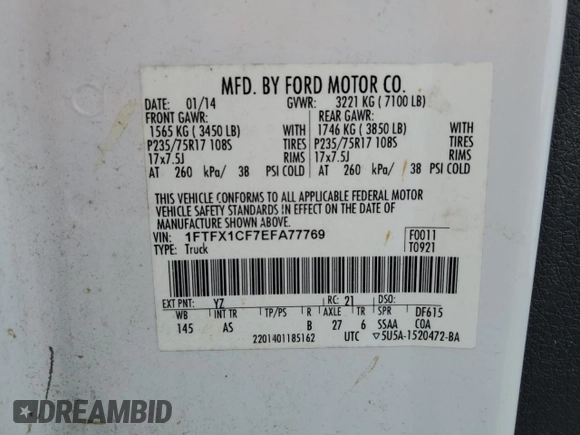 MFD. BY FORD MOTOR CO.
DATE: 01/14 GVWR: 3221 KG ( 7100 LB)
FRONT GAWR: REAR GAWR:
1565 KG ( 3450 LB) WITH 1746 KG ( 3850 LB) WITH
P235/75R17 108S TIRES P235/75R17 108S TIRES
17x7.5J RIMS 17x7.5J RIMS
AT 260 kPa/ 38 PSI COLD AT 260 kPa/ 38 PSI COLD
THIS VEHICLE CONFORMS TO ALL APPLICABLE FEDERAL MOTOR
VEHICLE SAFETY STANDARDS IN EFFECT ON THE DATE OF
MANUFACTURE SHOWN ABOVE.
VIN: 1FTFX1CF7EFA77769 F0011
TYPE: Truck T0921
EXT PNT: YZ RC: 21 DSO:
WB INT TR TP/PS R AXLE TR SPR DF615
145 AS B 27 6 SSAA COA
2201401185162 UTC ▽5U5A-1520472-BA
DREAMBID